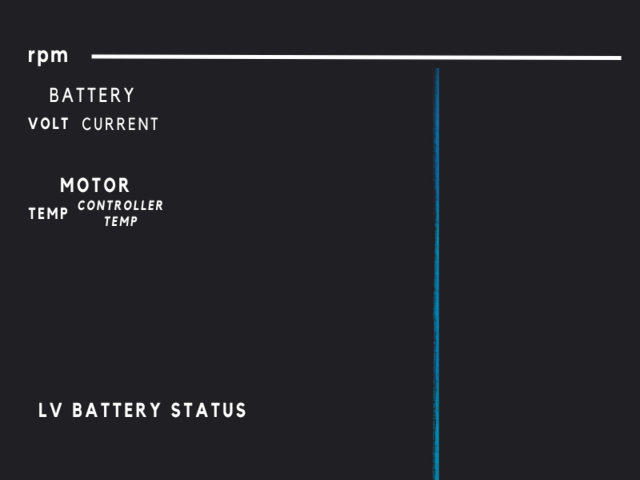 rpm
BATTERY
VOLT CURRENT
MOTOR
TEMP CONTROLLER TEMP
LV BATTERY STATUS